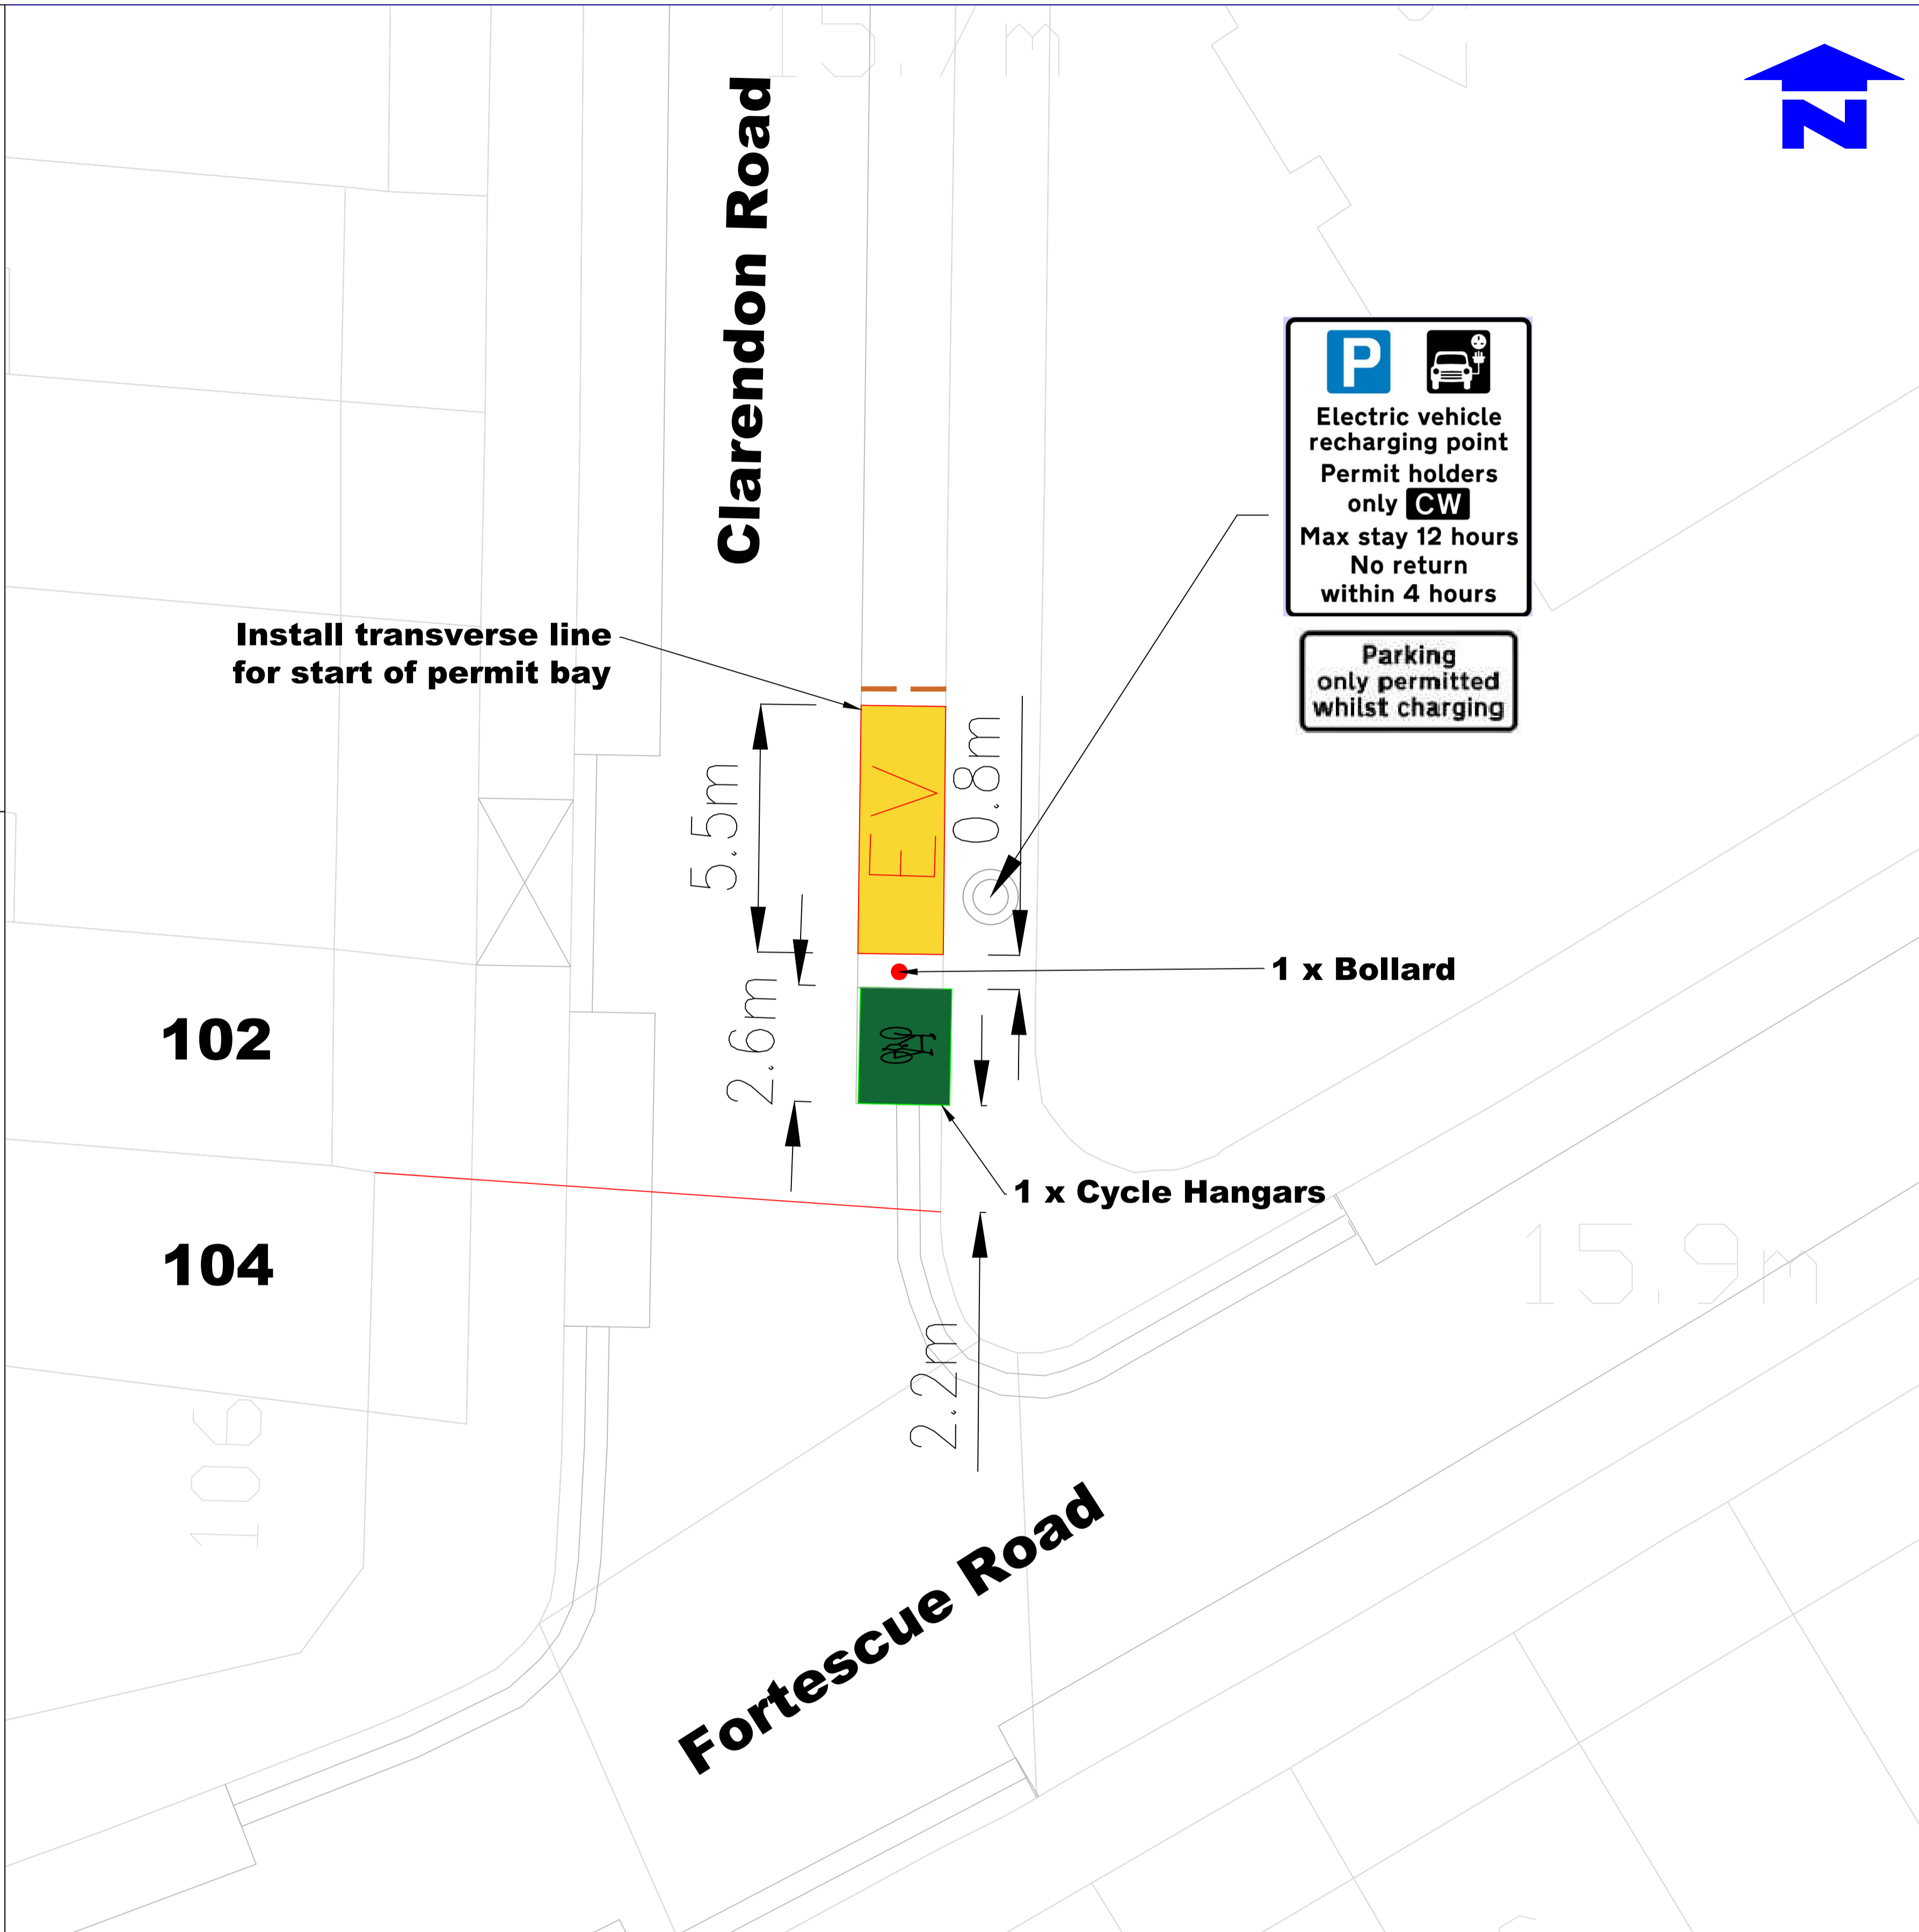 15.7m
Clarendon Road
N
P
Electric vehicle
recharging point
Permit holders
only CW
Max stay 12 hours
No return
within 4 hours
Parking
only permitted
whilst charging
Install transverse line
for start of permit bay
5.5m
EV
0.8m
1 x Bollard
2.6m
102
1 x Cycle Hangars
104
15.9m
2.2m
106
Fortescue Road